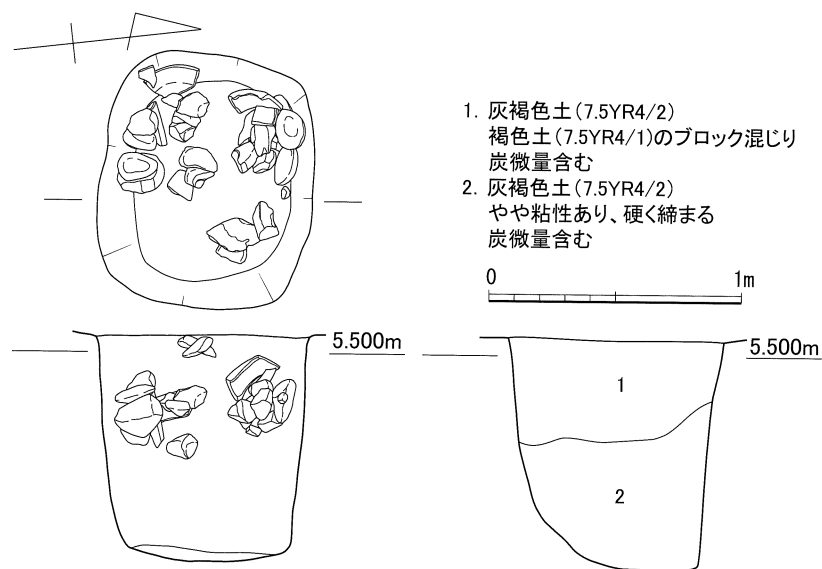 1. 灰褐色土(7.5YR4/2)
褐色土(7.5YR4/1)のブロック混じり
炭微量含む
2. 灰褐色土(7.5YR4/2)
やや粘性あり、硬く締まる
炭微量含む
0 1m
5.500m
5.500m
1
2